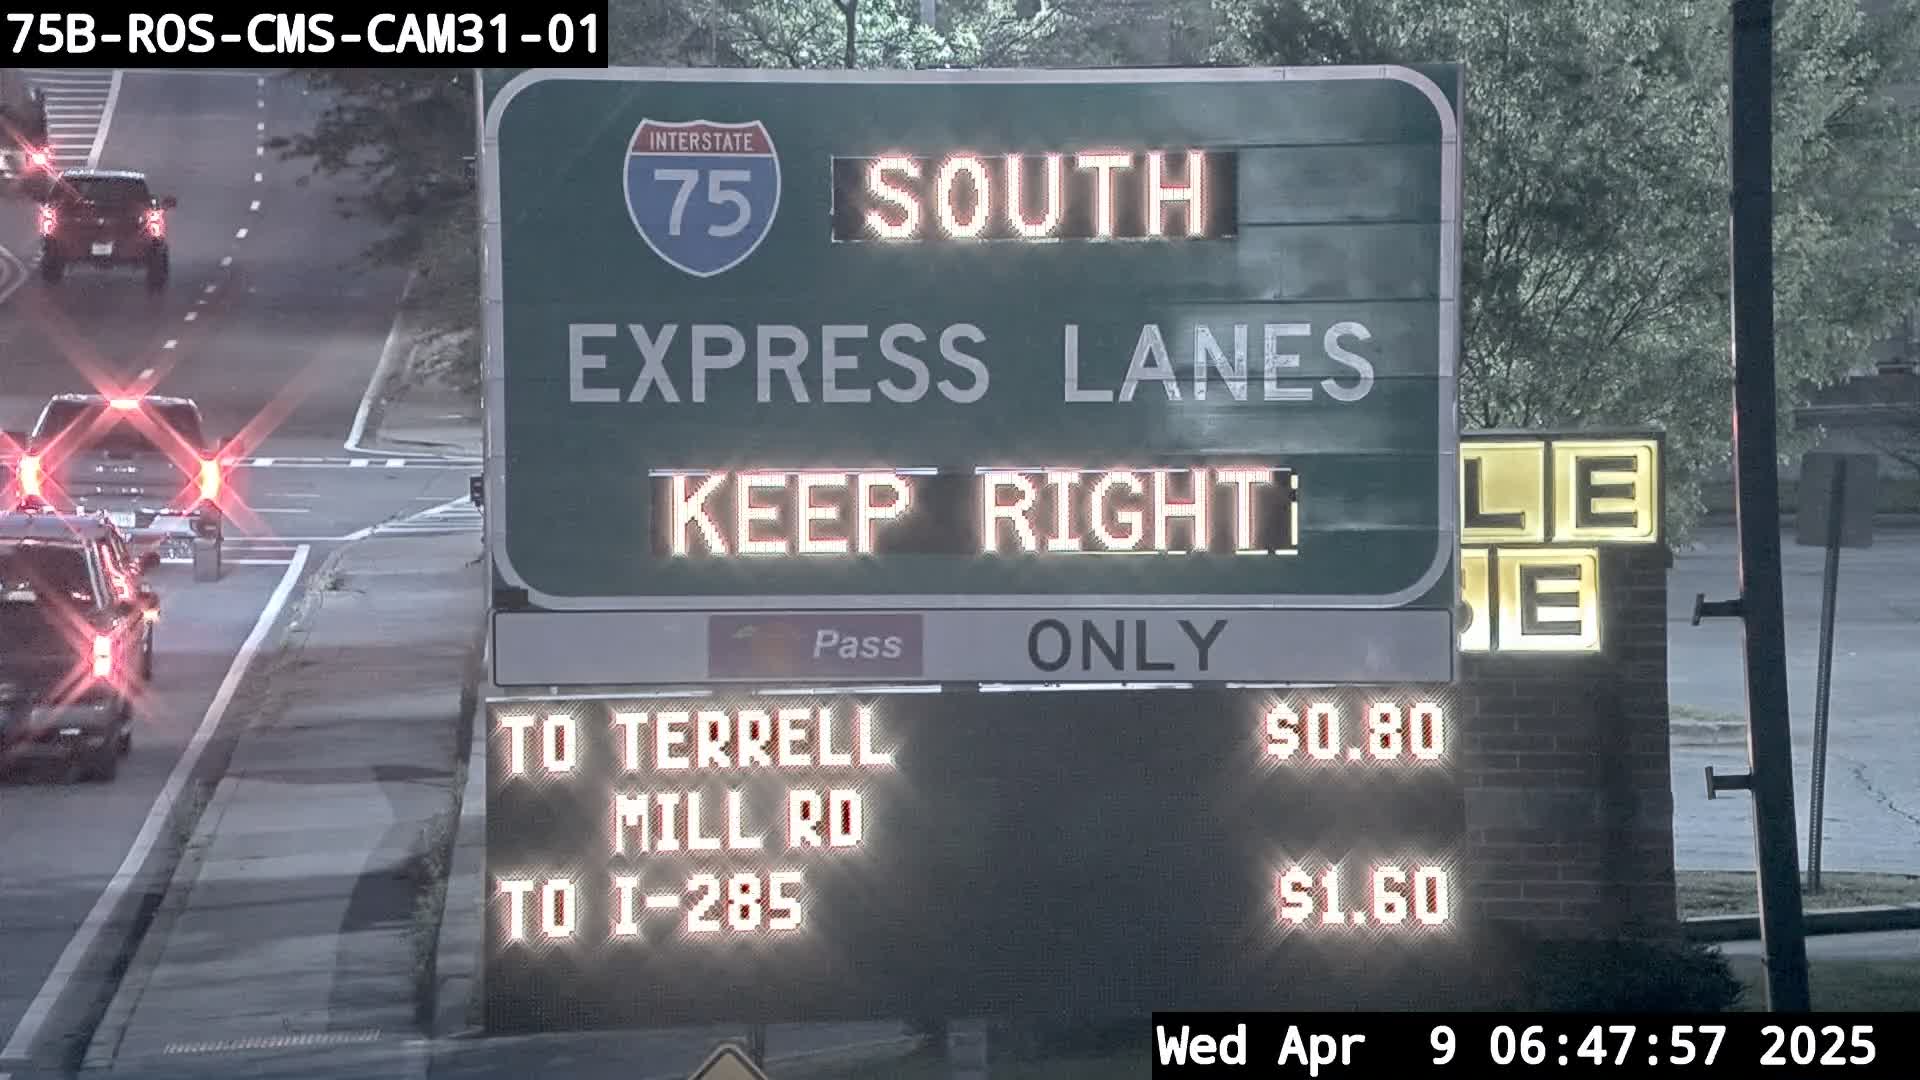 75B-ROS-CMS-CAM31-01
INTERSTATE
75
SOUTH
EXPRESS LANES
KEEP RIGHT
LE
E
Pass ONLY
TO TERRELL $0.80
MILL RD
TO I-285 $1.60
Wed Apr 9 06:47:57 2025